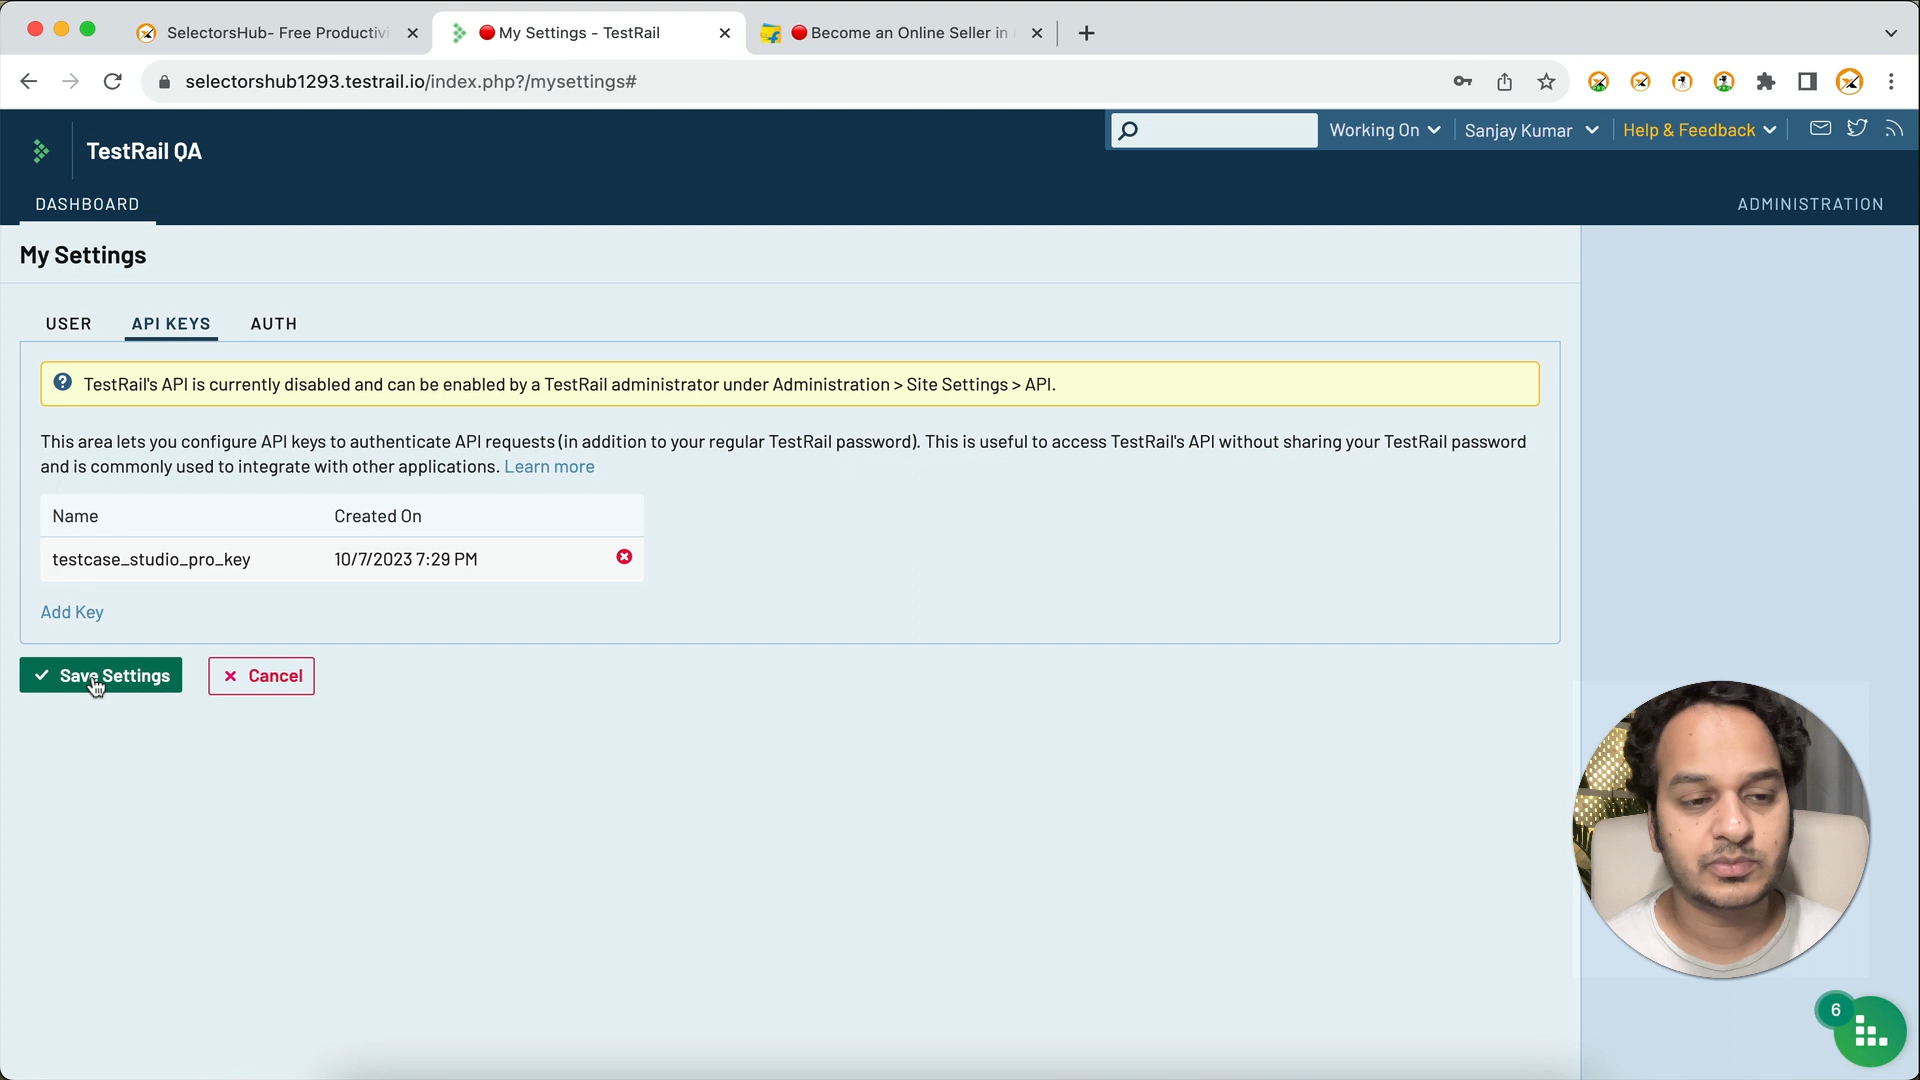 SelectorsHub- Free Productivi
My Settings - TestRail
Become an Online Seller in
selectorshub1293.testrail.io/index.php?/mysettings#
TestRail QA
Working On
Sanjay Kumar
Help & Feedback
DASHBOARD
ADMINISTRATION
My Settings
USER
API KEYS
AUTH
TestRail's API is currently disabled and can be enabled by a TestRail administrator under Administration > Site Settings > API.
This area lets you configure API keys to authenticate API requests (in addition to your regular TestRail password). This is useful to access TestRail's API without sharing your TestRail password
and is commonly used to integrate with other applications. Learn more
Name Created On
testcase_studio_pro_key 10/7/2023 7:29 PM
Add Key
Save Settings
Cancel
6